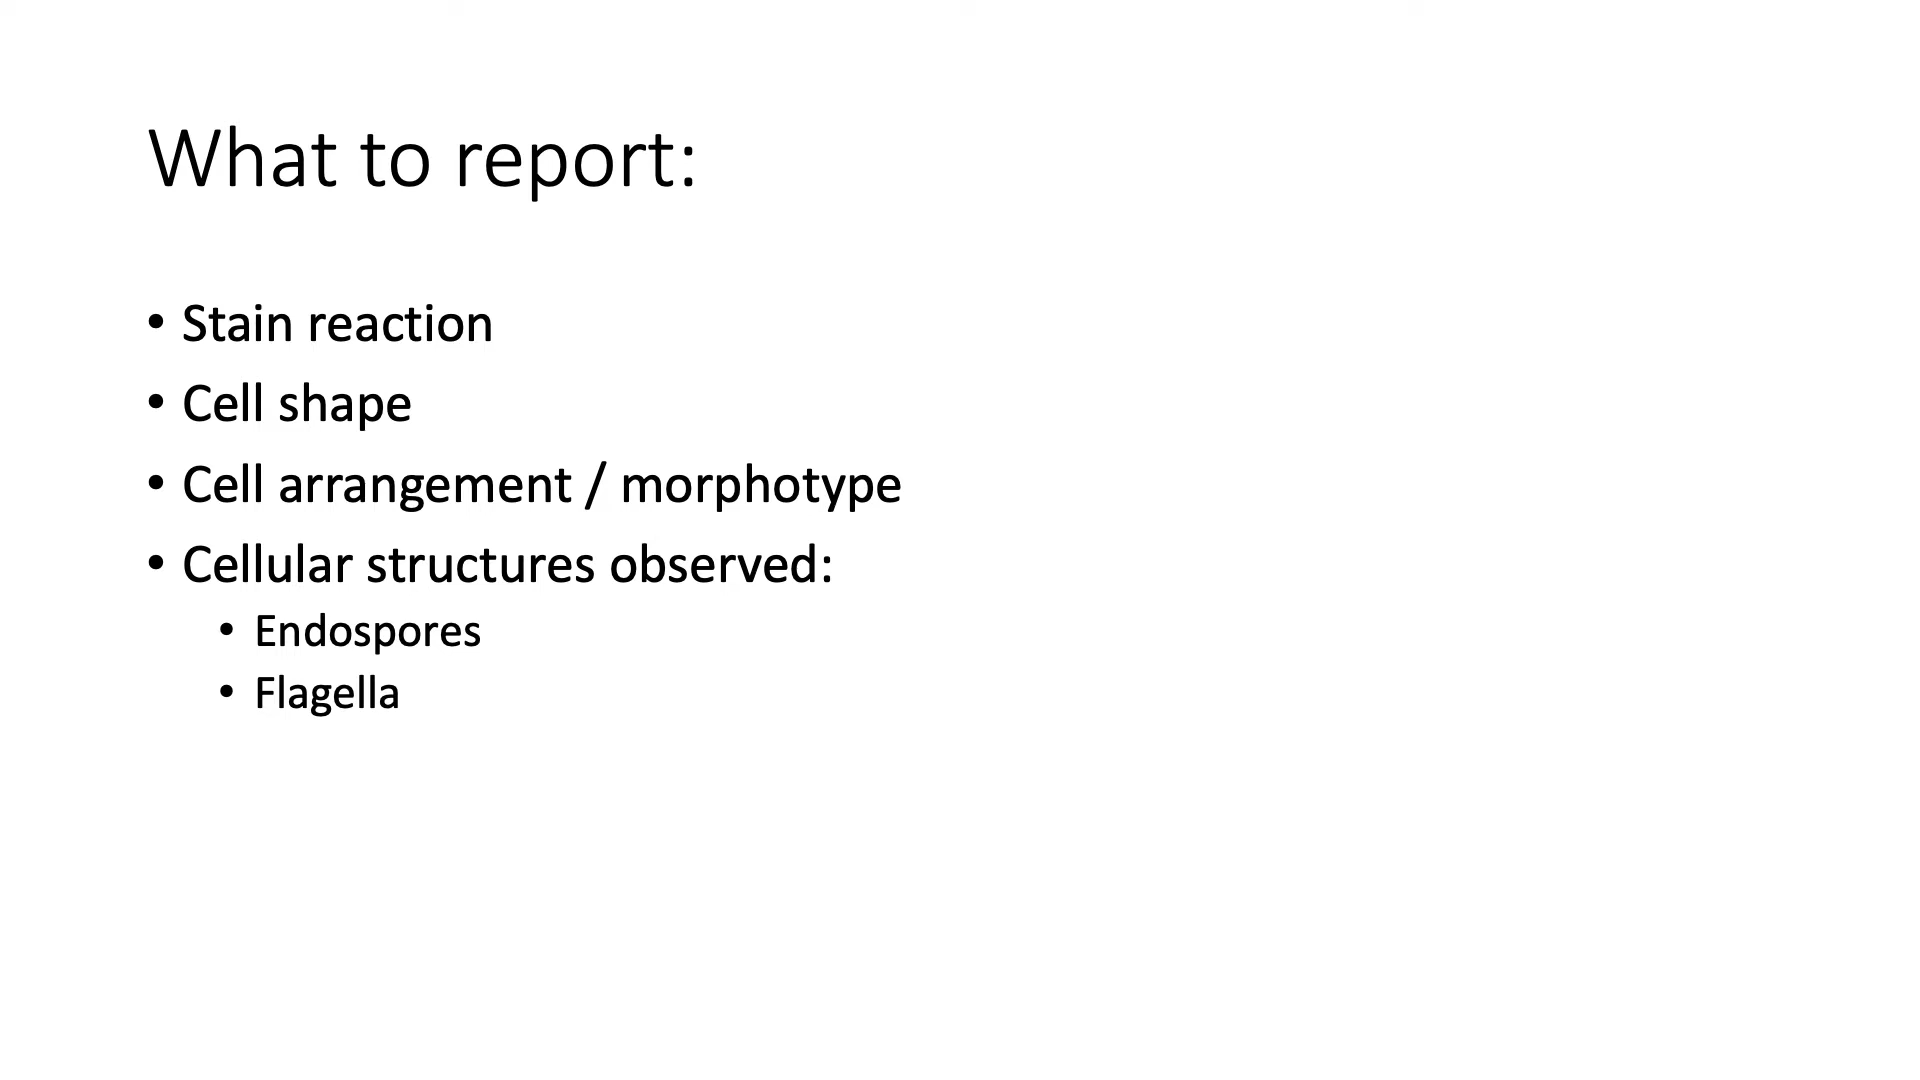 What to report:
• Stain reaction
• Cell shape
• Cell arrangement / morphotype
• Cellular structures observed:
• Endospores
• Flagella